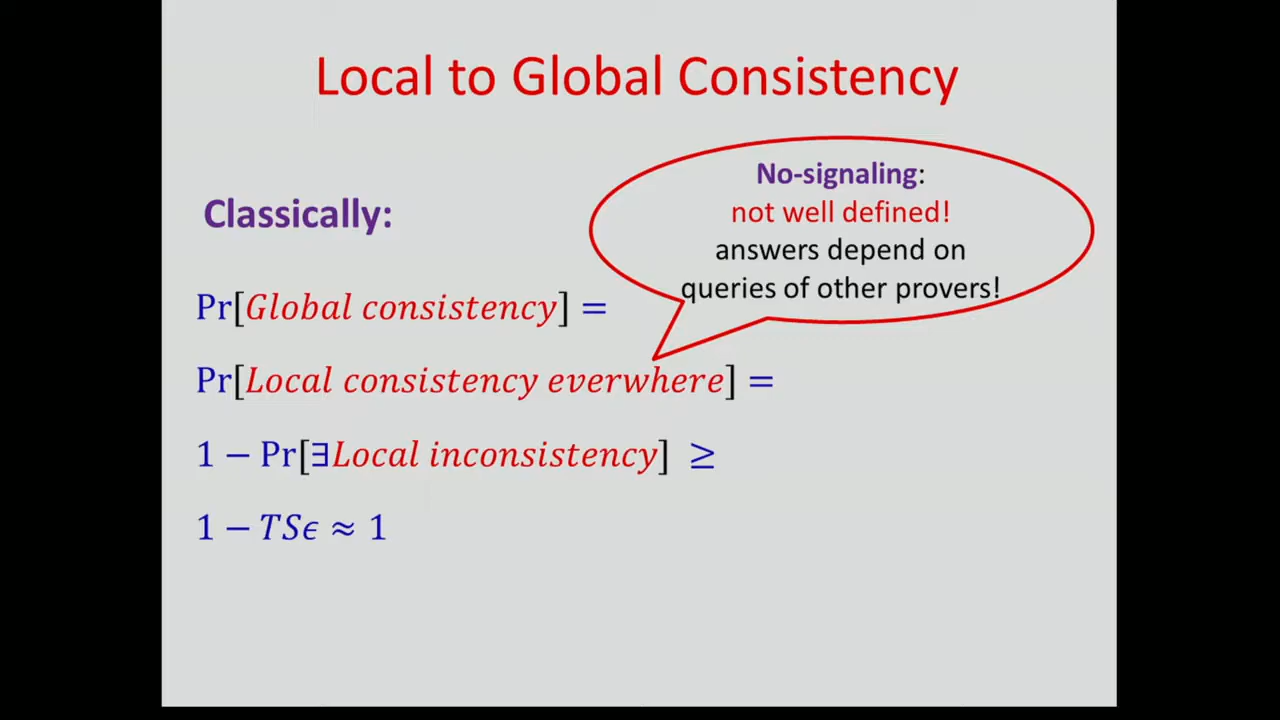 Local to Global Consistency
No-signaling:
not well defined!
answers depend on
queries of other provers!
Classically:
Pr[Global consistency] =
Pr[Local consistency everwhere] =
1 − Pr[∃Local inconsistency] ≥
1 − TSϵ ≈ 1